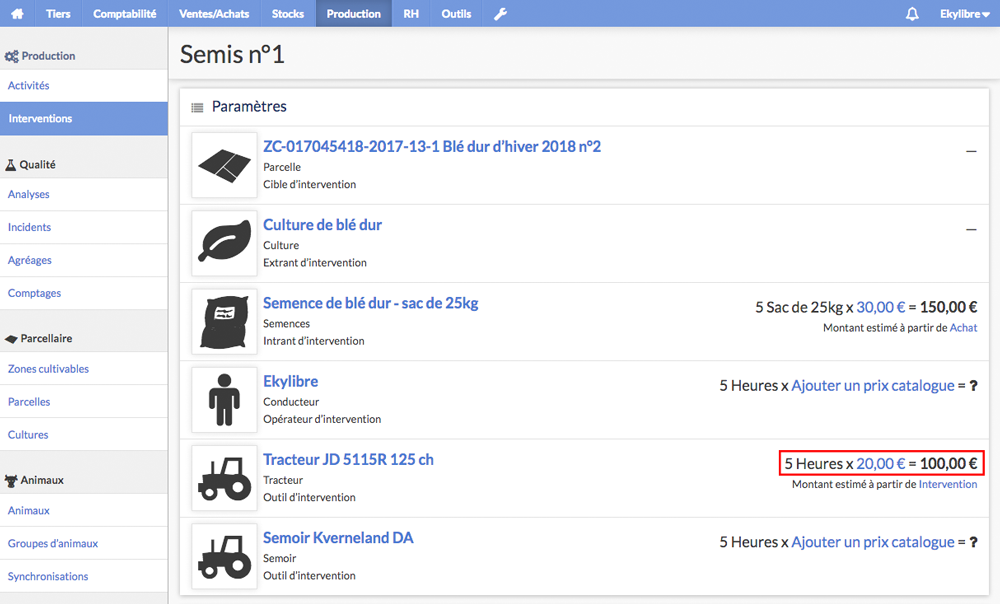 Tiers Comptabilité Ventes/Achats Stocks Production RH Outils Ekylibre
Production
Activités
Interventions
Qualité
Analyses
Incidents
Agréages
Comptages
Parcellaire
Zones cultivables
Parcelles
Cultures
Animaux
Animaux
Groupes d'animaux
Synchronisations
Semis n°1
Paramètres
ZC-017045418-2017-13-1 Blé dur d'hiver 2018 n°2
Parcelle
Cible d'intervention
–
Culture de blé dur
Culture
Extrant d'intervention
–
Semence de blé dur - sac de 25kg
Semences
Intrant d'intervention
5 Sac de 25kg x 30,00 € = 150,00 €
Montant estimé à partir de Achat
Ekylibre
Conducteur
Opérateur d'intervention
5 Heures x Ajouter un prix catalogue = ?
Tracteur JD 5115R 125 ch
Tracteur
Outil d'intervention
5 Heures x 20,00 € = 100,00 €
Montant estimé à partir de Intervention
Semoir Kverneland DA
Semoir
Outil d'intervention
5 Heures x Ajouter un prix catalogue = ?